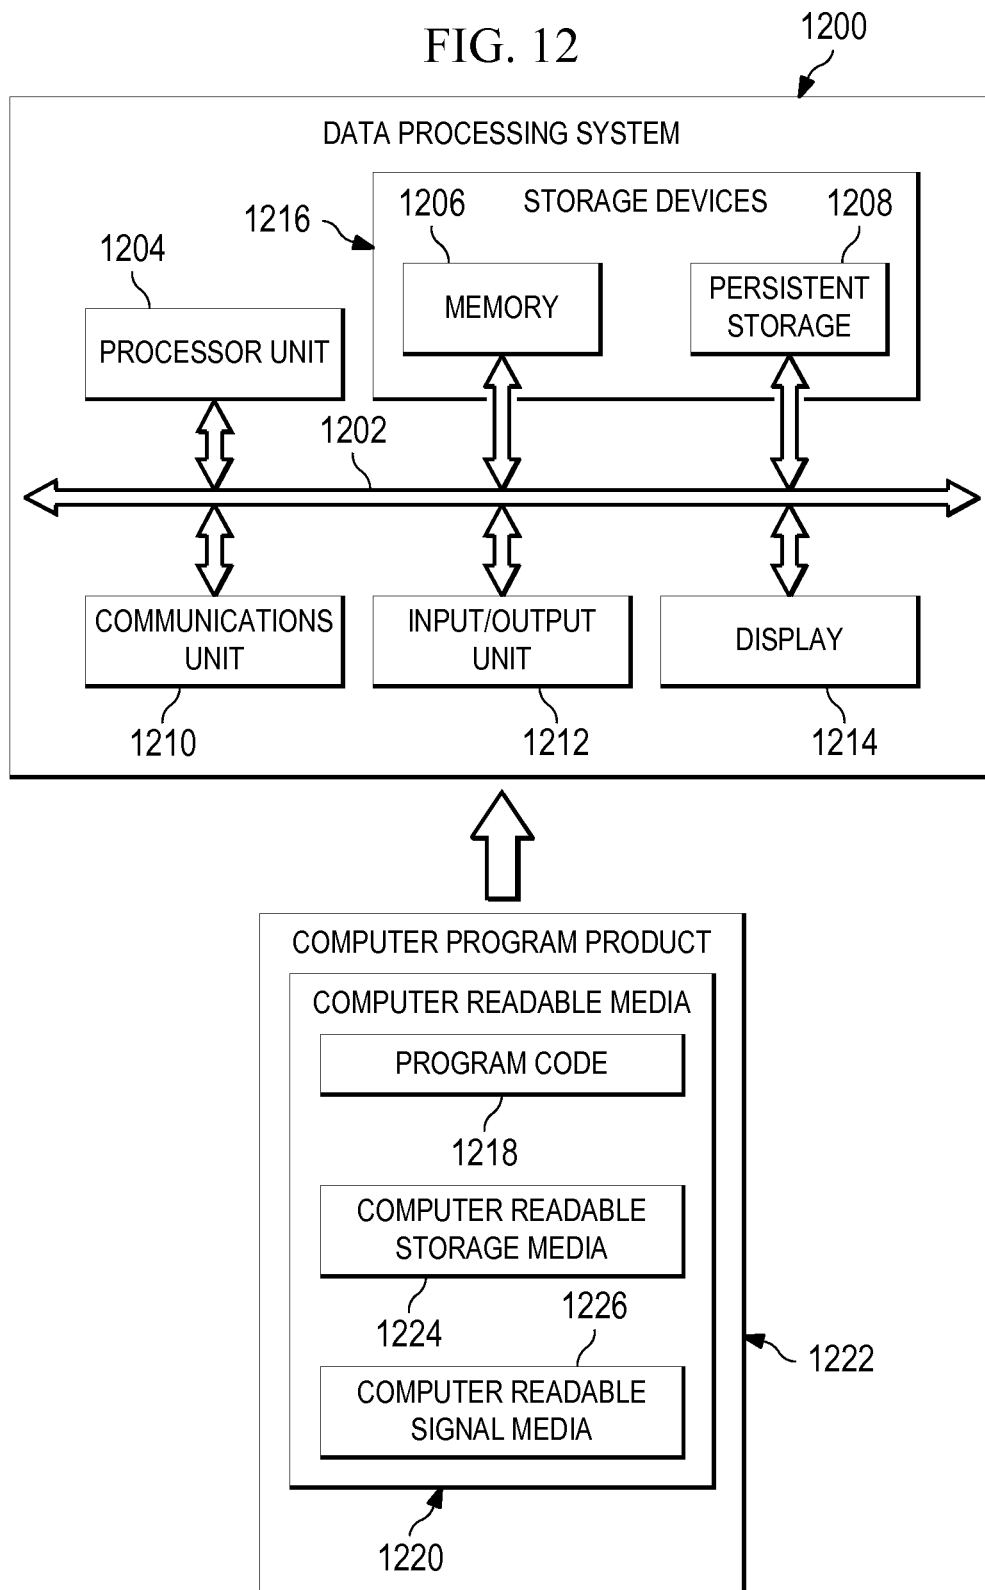 FIG. 12
1200
DATA PROCESSING SYSTEM
1216
1206
STORAGE DEVICES
1208
1204
MEMORY
PERSISTENT
STORAGE
PROCESSOR UNIT
1202
COMMUNICATIONS
UNIT
INPUT/OUTPUT
UNIT
DISPLAY
1210
1212
1214
COMPUTER PROGRAM PRODUCT
COMPUTER READABLE MEDIA
PROGRAM CODE
1218
COMPUTER READABLE
STORAGE MEDIA
1224
1226
1222
COMPUTER READABLE
SIGNAL MEDIA
1220